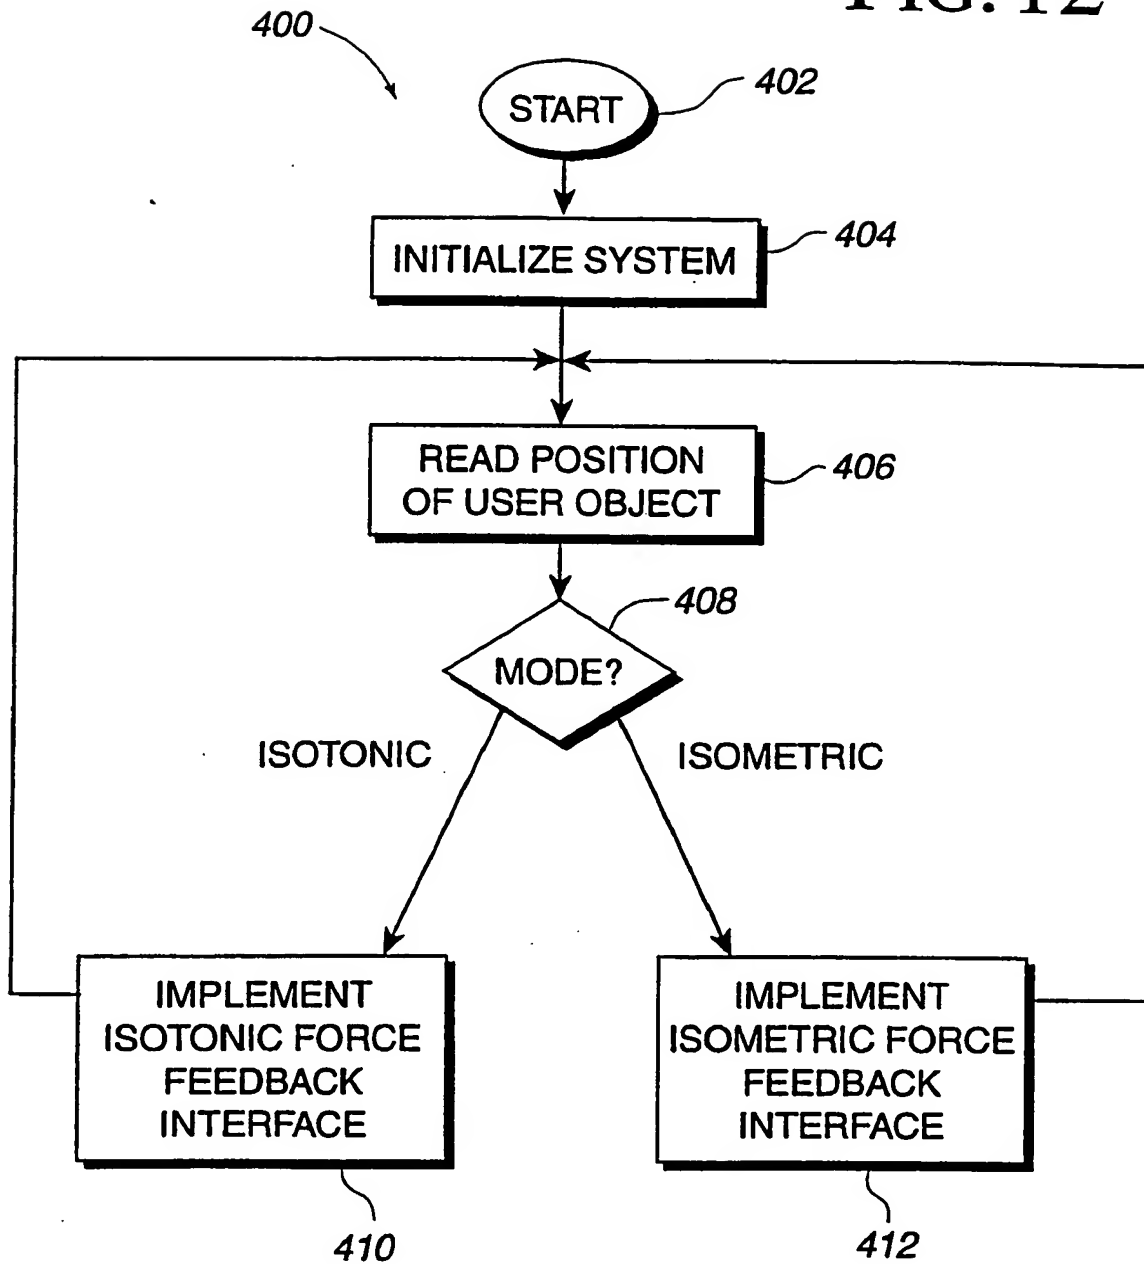 FIG. 12
400
START
402
INITIALIZE SYSTEM
404
READ POSITION
OF USER OBJECT
406
MODE?
408
ISOTONIC
ISOMETRIC
IMPLEMENT
ISOTONIC FORCE
FEEDBACK
INTERFACE
410
IMPLEMENT
ISOMETRIC FORCE
FEEDBACK
INTERFACE
412